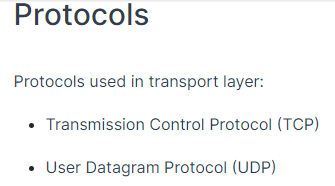 Protocols
Protocols used in transport layer:
• Transmission Control Protocol (TCP)
• User Datagram Protocol (UDP)